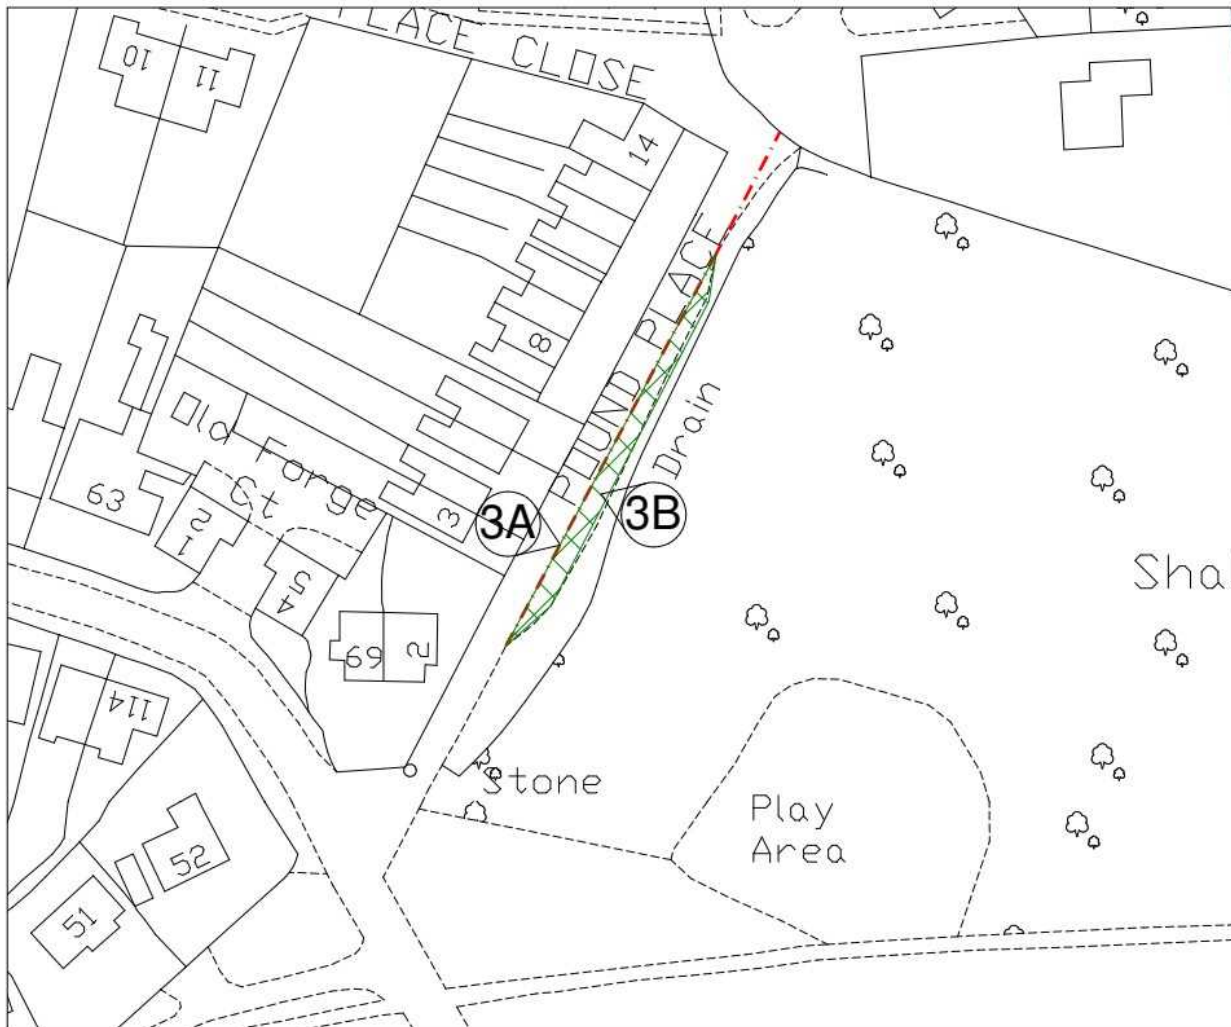 PLACE CLOSE
10
11
14
POUND PLACE
8
Old Forge
Ct
63
2
1
3
3A
3B
Drain
4
5
69
2
Sha
114
Stone
Play
Area
52
51